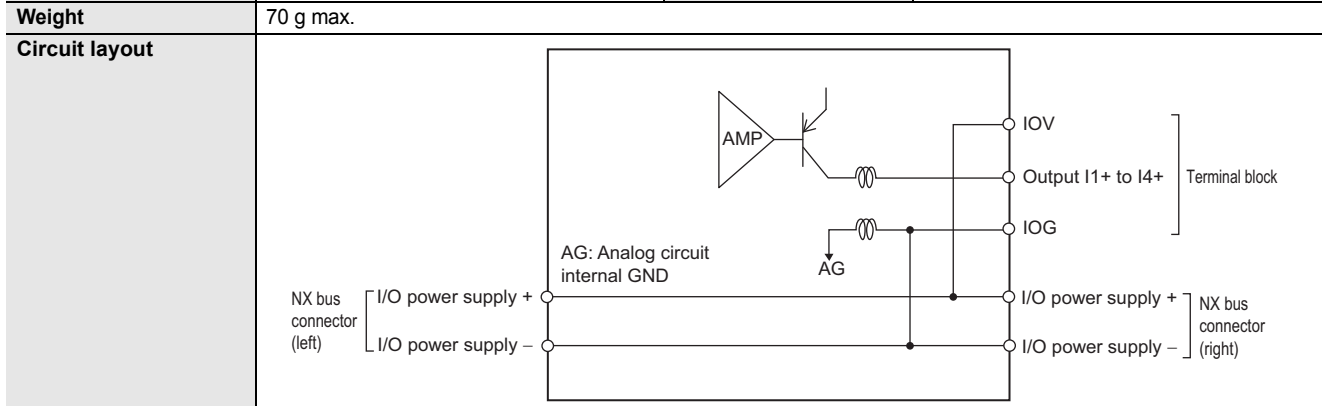 Weight
70 g max.
Circuit layout
AMP
IOV
Output I1+ to I4+
Terminal block
IOG
AG: Analog circuit
internal GND
AG
NX bus
connector
(left)
I/O power supply +
I/O power supply –
I/O power supply +
I/O power supply –
NX bus
connector
(right)